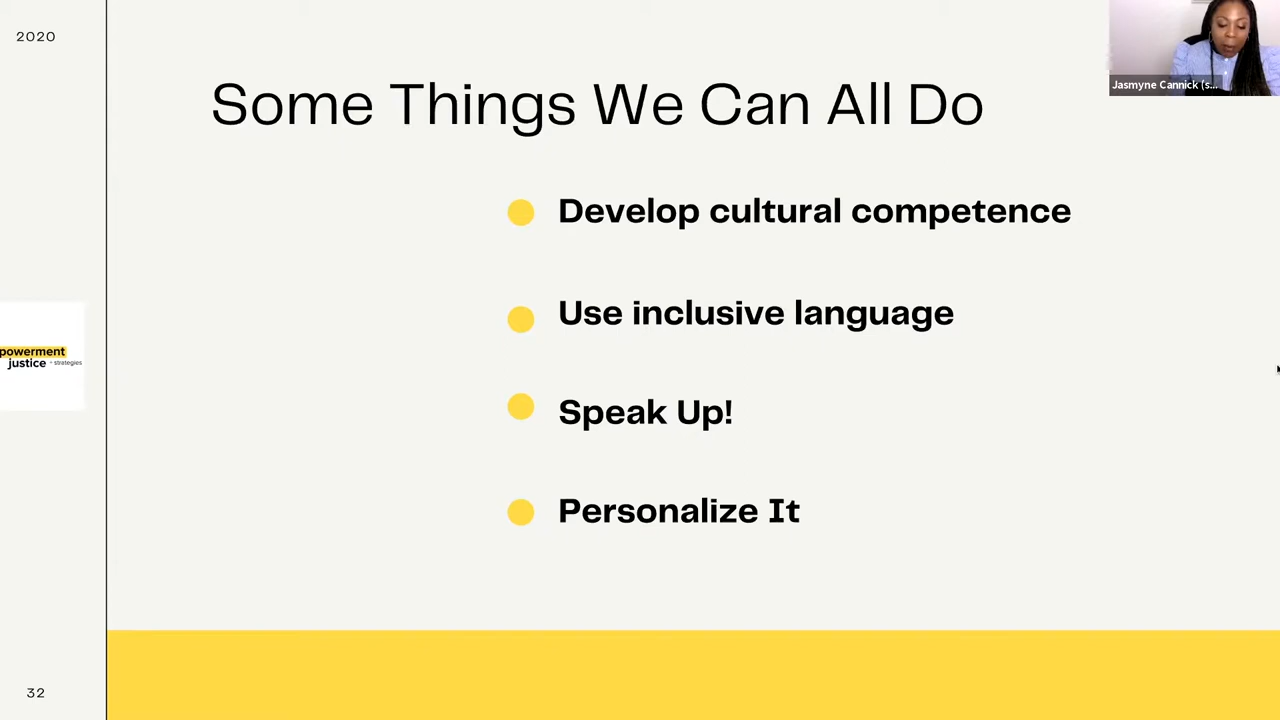 2020
Jasmyne Cannick (s...
Some Things We Can All Do
Develop cultural competence
Use inclusive language
Speak Up!
Personalize It
powerment
justice + strategies
32